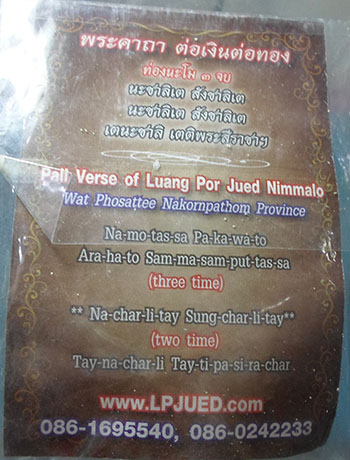 พระคาถา ต่อเงินต่อทอง
ท่องนะโม ๓ จบ
นะชาลิเต สังชาลิเต
นะชาลิเต สังชาลิเต
เตนะชาลิ เตติพระสีราชาฯ
Pali Verse of Luang Por Jued Nimmalo
Wat Phosattee Nakornpathom Province
Na-mo-tas-sa Pa-ka-wa-to
Ara-ha-to Sam-ma-sam-put-tas-sa
(three time)
** Na-char-li-tay Sung-char-li-tay**
(two time)
Tay-na-char-li Tay-ti-pa-si-ra-char
www.LPJUED.com
086-1695540, 086-0242233